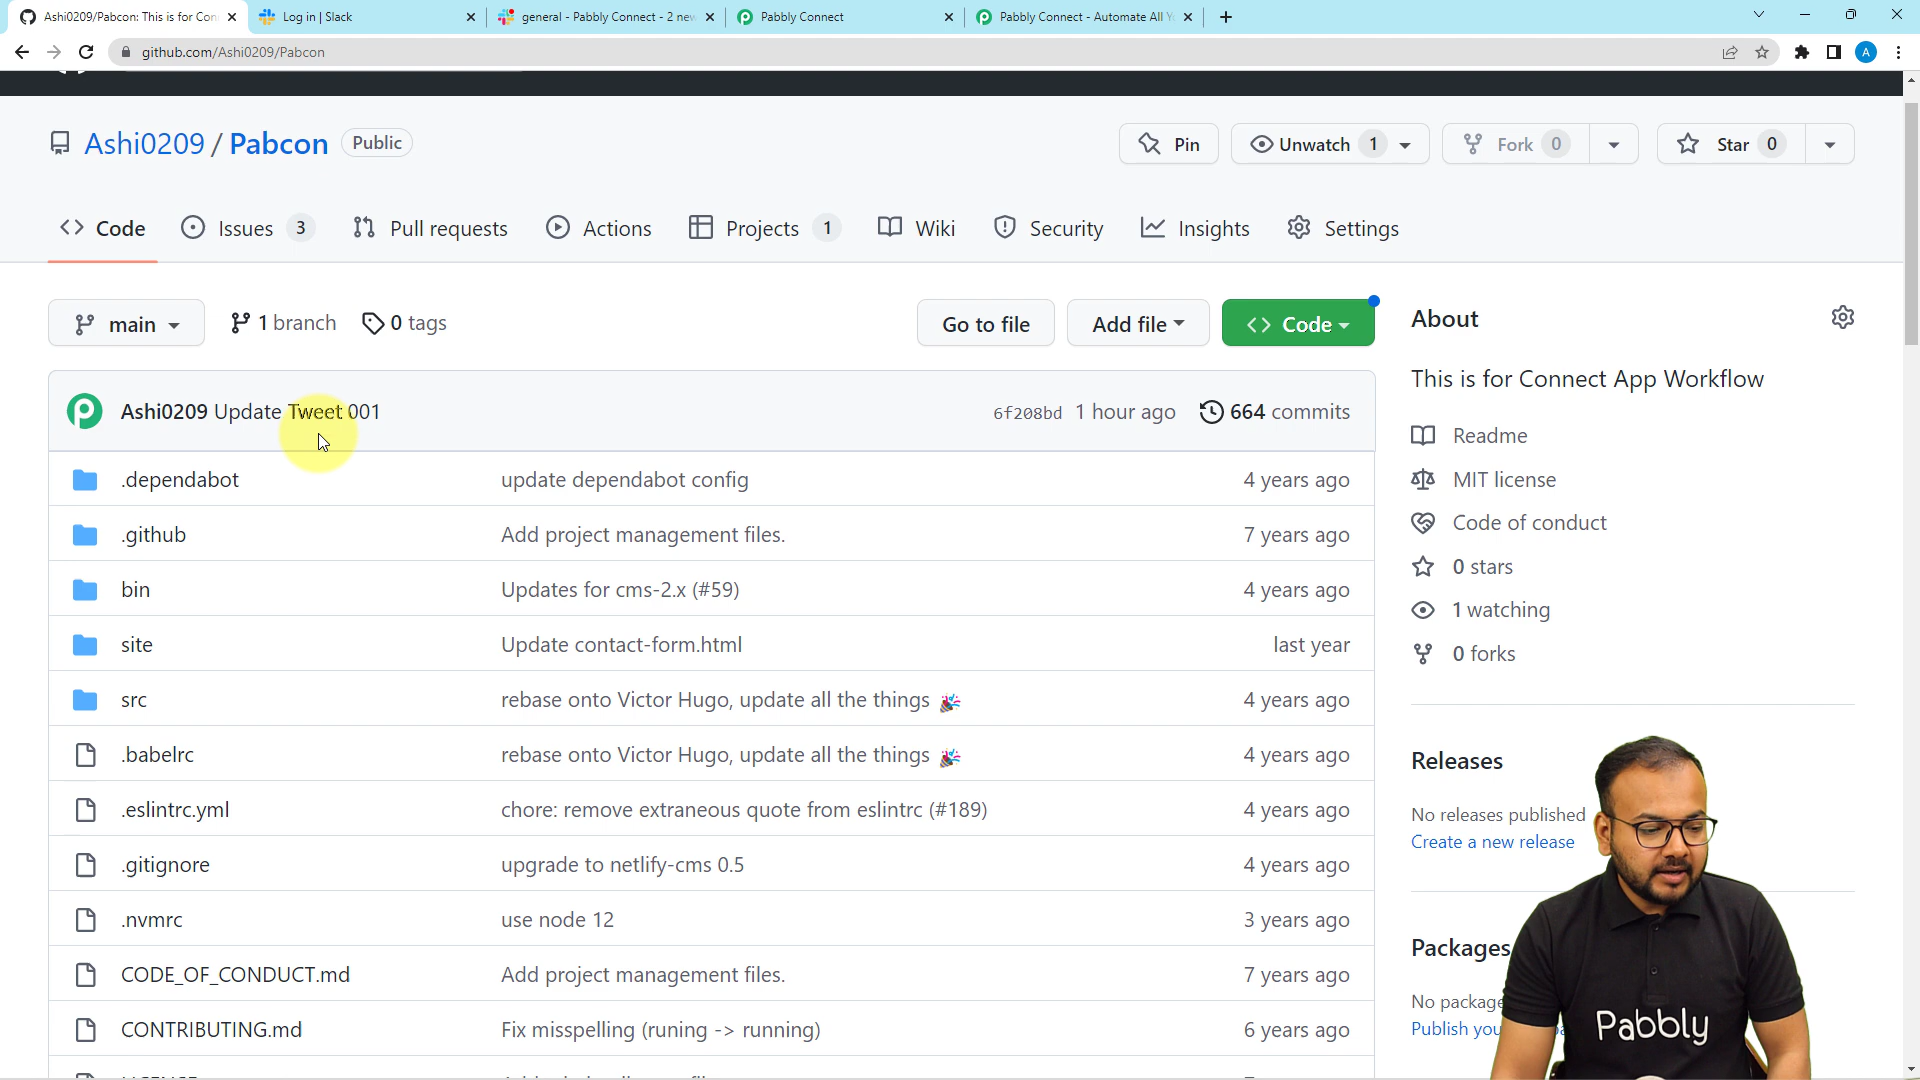 Ashi0209/Pabcon: This is for Con
Log in | Slack
general - Pabbly Connect - 2 new
Pabbly Connect
Pabbly Connect - Automate All Y
github.com/Ashi0209/Pabcon
A
Ashi0209 / Pabcon Public
Pin
Unwatch 1
Fork 0
Star 0
Code
Issues 3
Pull requests
Actions
Projects 1
Wiki
Security
Insights
Settings
main
1 branch
0 tags
Go to file
Add file
Code
Ashi0209 Update Tweet 001 6f208bd 1 hour ago 664 commits
.dependabot update dependabot config 4 years ago
.github Add project management files. 7 years ago
bin Updates for cms-2.x (#59) 4 years ago
site Update contact-form.html last year
src rebase onto Victor Hugo, update all the things 🎉 4 years ago
.babelrc rebase onto Victor Hugo, update all the things 🎉 4 years ago
.eslintrc.yml chore: remove extraneous quote from eslintrc (#189) 4 years ago
.gitignore upgrade to netlify-cms 0.5 4 years ago
.nvmrc use node 12 3 years ago
CODE_OF_CONDUCT.md Add project management files. 7 years ago
CONTRIBUTING.md Fix misspelling (runing -> running) 6 years ago
About
This is for Connect App Workflow
Readme
MIT license
Code of conduct
0 stars
1 watching
0 forks
Releases
No releases published
Create a new release
Packages
No package
Publish you
Pabbly